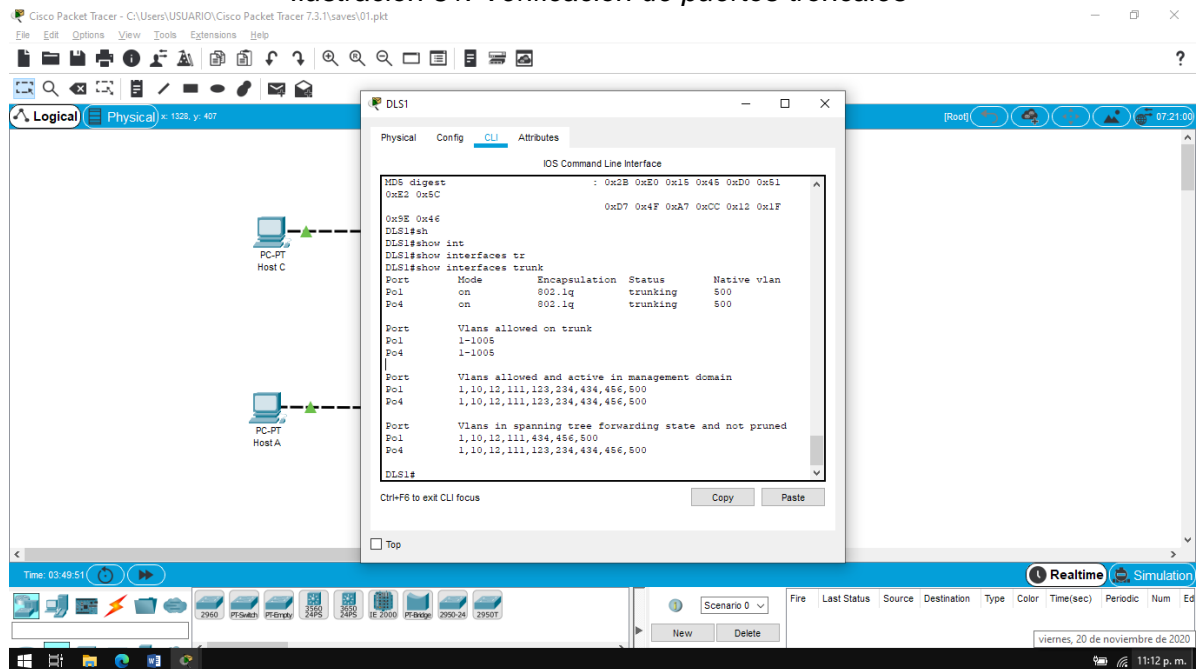 Cisco Packet Tracer - C:\Users\USUARIO\Cisco Packet Tracer 7.3.1\saves\01.pkt
File Edit Options View Tools Extensions Help
?
Logical
Physical
x: 1328, y: 407
[Root]
07:21:00
PC-PT
Host C
PC-PT
Host A
DLS1
Physical Config CLI Attributes
IOS Command Line Interface
MD5 digest : 0x2B 0xE0 0x15 0x45 0xD0 0x51
0xE2 0x5C
0xD7 0x4F 0xA7 0xCC 0x12 0x1F
0x9E 0x46
DLS1#sh
DLS1#show int
DLS1#show interfaces tr
DLS1#show interfaces trunk
Port Mode Encapsulation Status Native vlan
Po1 on 802.1q trunking 500
Po4 on 802.1q trunking 500
Port Vlans allowed on trunk
Po1 1-1005
Po4 1-1005
Port Vlans allowed and active in management domain
Po1 1,10,12,111,123,234,434,456,500
Po4 1,10,12,111,123,234,434,456,500
Port Vlans in spanning tree forwarding state and not pruned
Po1 1,10,12,111,434,456,500
Po4 1,10,12,111,123,234,434,456,500
DLS1#
Ctrl+F6 to exit CLI focus
Copy
Paste
Top
Time: 03:49:51
Realtime
Simulation
2960 PT-Switch PT-Empty 3560 24PS 3650 24PS IE 2000 PT-Bridge 2950-24 2950T
Scenario 0
New
Delete
Fire Last Status Source Destination Type Color Time(sec) Periodic Num Ed
viernes, 20 de noviembre de 2020
11:12 p. m.